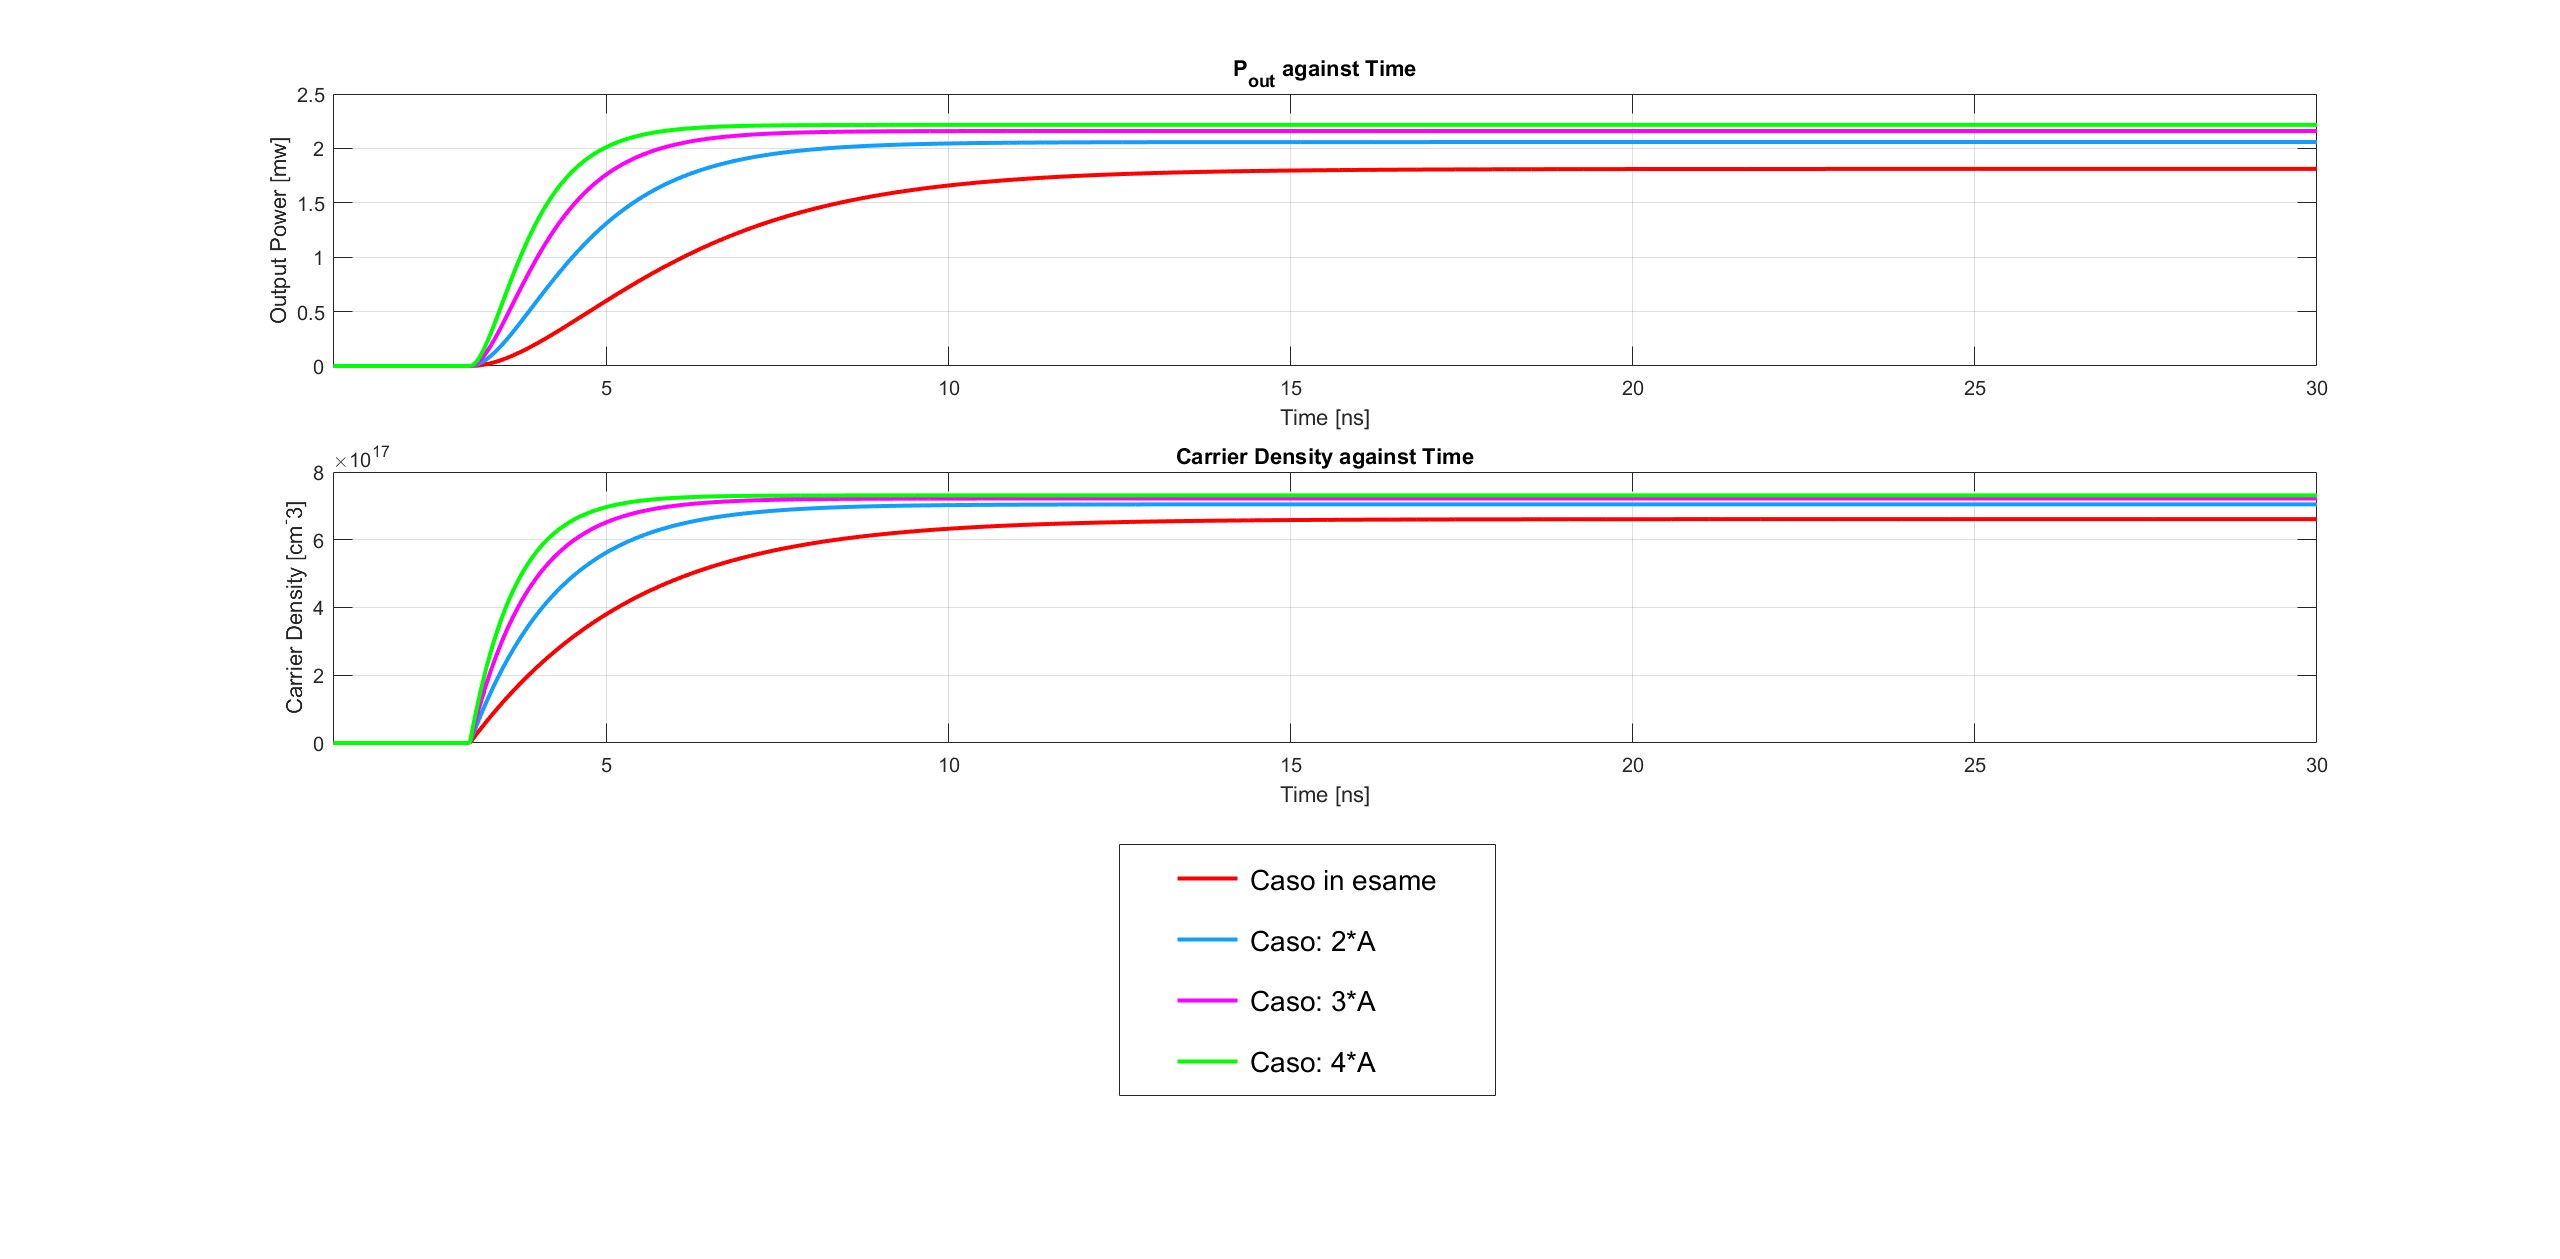 P_out against Time
2.5
2
1.5
1
0.5
0
Output Power [mw]
5 10 15 20 25 30
Time [ns]
×10^17
Carrier Density against Time
8
6
4
2
0
Carrier Density [cm^-3]
5 10 15 20 25 30
Time [ns]
Caso in esame
Caso: 2*A
Caso: 3*A
Caso: 4*A